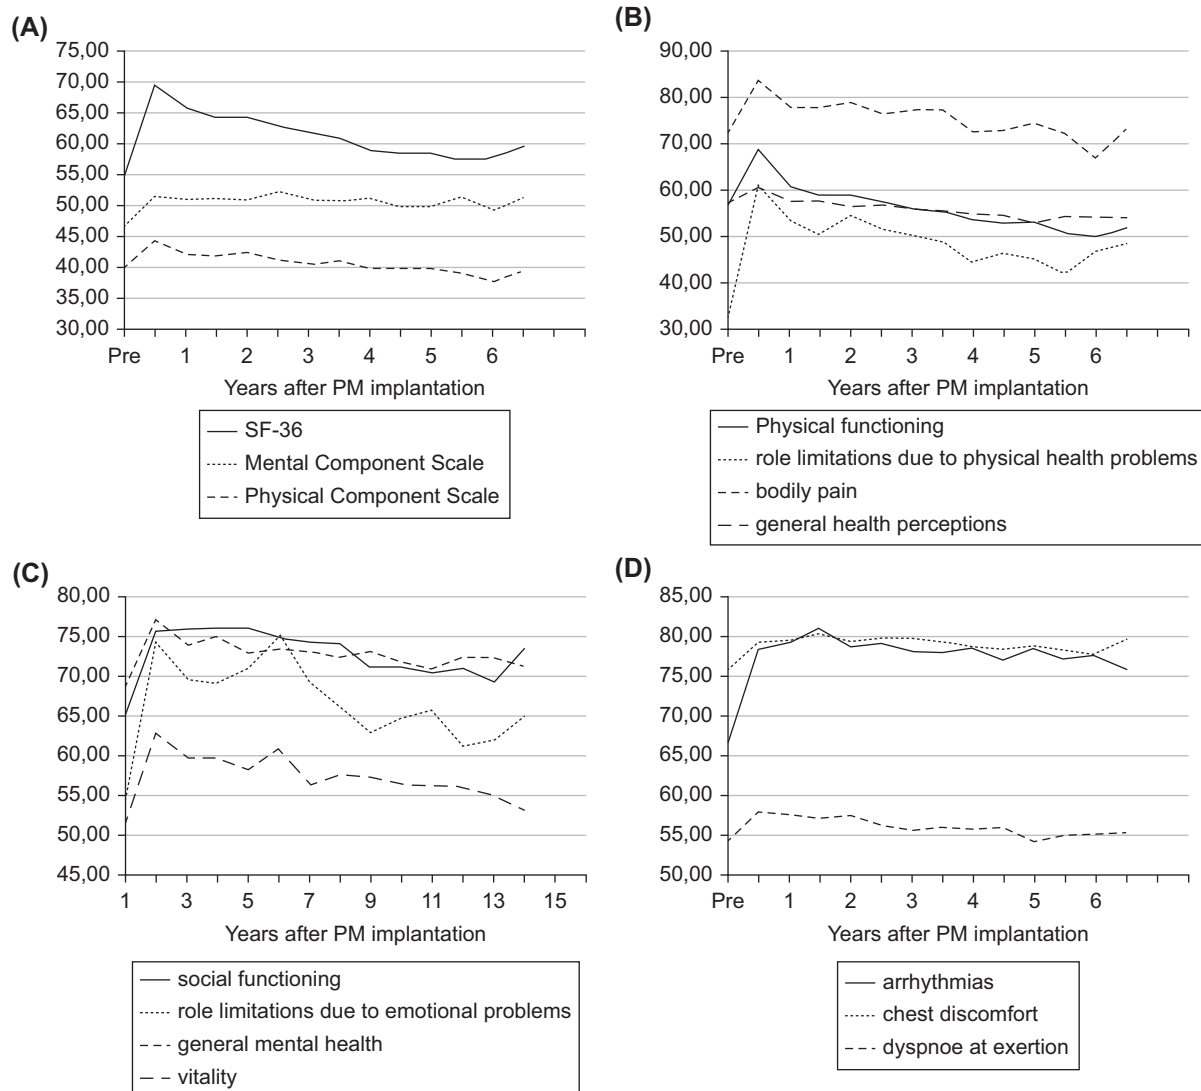 (A)
75,00
70,00
65,00
60,00
55,00
50,00
45,00
40,00
35,00
30,00
Pre 1 2 3 4 5 6
Years after PM implantation
SF-36
Mental Component Scale
Physical Component Scale
(B)
90,00
80,00
70,00
60,00
50,00
40,00
30,00
Pre 1 2 3 4 5 6
Years after PM implantation
Physical functioning
role limitations due to physical health problems
bodily pain
general health perceptions
(C)
80,00
75,00
70,00
65,00
60,00
55,00
50,00
45,00
1 3 5 7 9 11 13 15
Years after PM implantation
social functioning
role limitations due to emotional problems
general mental health
vitality
(D)
85,00
80,00
75,00
70,00
65,00
60,00
55,00
50,00
Pre 1 2 3 4 5 6
Years after PM implantation
arrhythmias
chest discomfort
dyspnoe at exertion